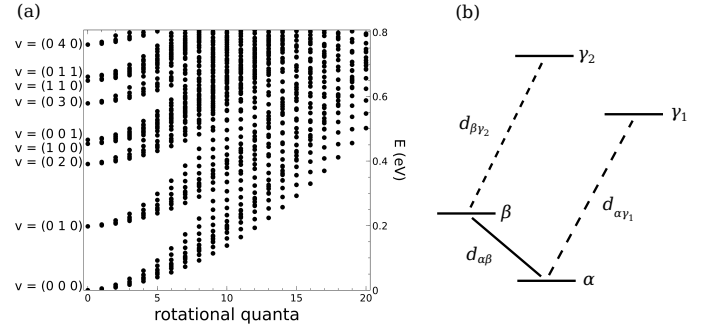 (a)
(b)
v = (0 4 0)
v = (0 1 1)
v = (1 1 0)
v = (0 3 0)
v = (0 0 1)
v = (1 0 0)
v = (0 2 0)
v = (0 1 0)
v = (0 0 0)
0 5 10 15 20
rotational quanta
0.8
0.6
0.4
0.2
0
E (eV)
γ2
γ1
dβγ2
β
dαγ1
dαβ
α